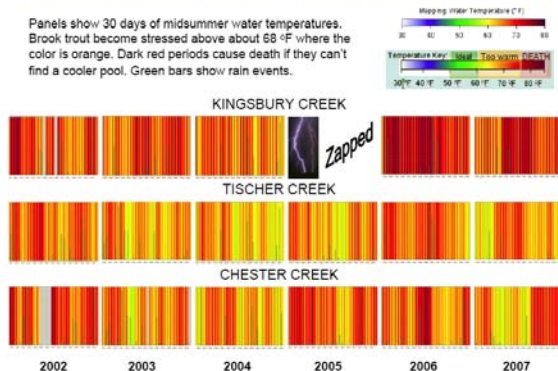 Panels show 30 days of midsummer water temperatures.
Brook trout become stressed above about 68 °F where the
color is orange. Dark red periods cause death if they can't
find a cooler pool. Green bars show rain events.
Mapping: Water Temperature (° F)
30 40 50 60 70 80
Temperature Key: Ideal Too warm DEATH
30°F 40°F 50°F 60°F 70°F 80°F
KINGSBURY CREEK
Zapped
TISCHER CREEK
CHESTER CREEK
2002 2003 2004 2005 2006 2007